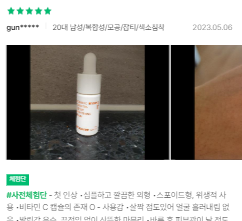 gun***** 20대 남성/복합성/모공/잡티/색소침착 2023.05.06
체험단
#사전체험단 - 첫 인상 •심플하고 깔끔한 외형 •스포이드형, 위생적 사
용 •비타민 C 캡슐의 존재 O - 사용감 •살짝 점도있어 얼굴 흘러내림 없